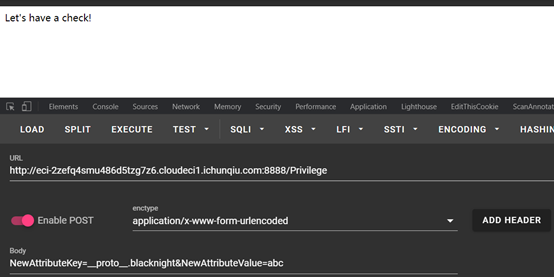 Let's have a check!
Elements Console Sources Network Memory Security Performance Application Lighthouse EditThisCookie ScanAnnotat
LOAD SPLIT EXECUTE TEST SQLI XSS LFI SSTI ENCODING HASHIN
URL
http://eci-2zefq4smu486d5tzg7z6.cloudeci1.ichunqiu.com:8888/Privilege
Enable POST
enctype
application/x-www-form-urlencoded
ADD HEADER
Body
NewAttributeKey=__proto__.blacknight&NewAttributeValue=abc